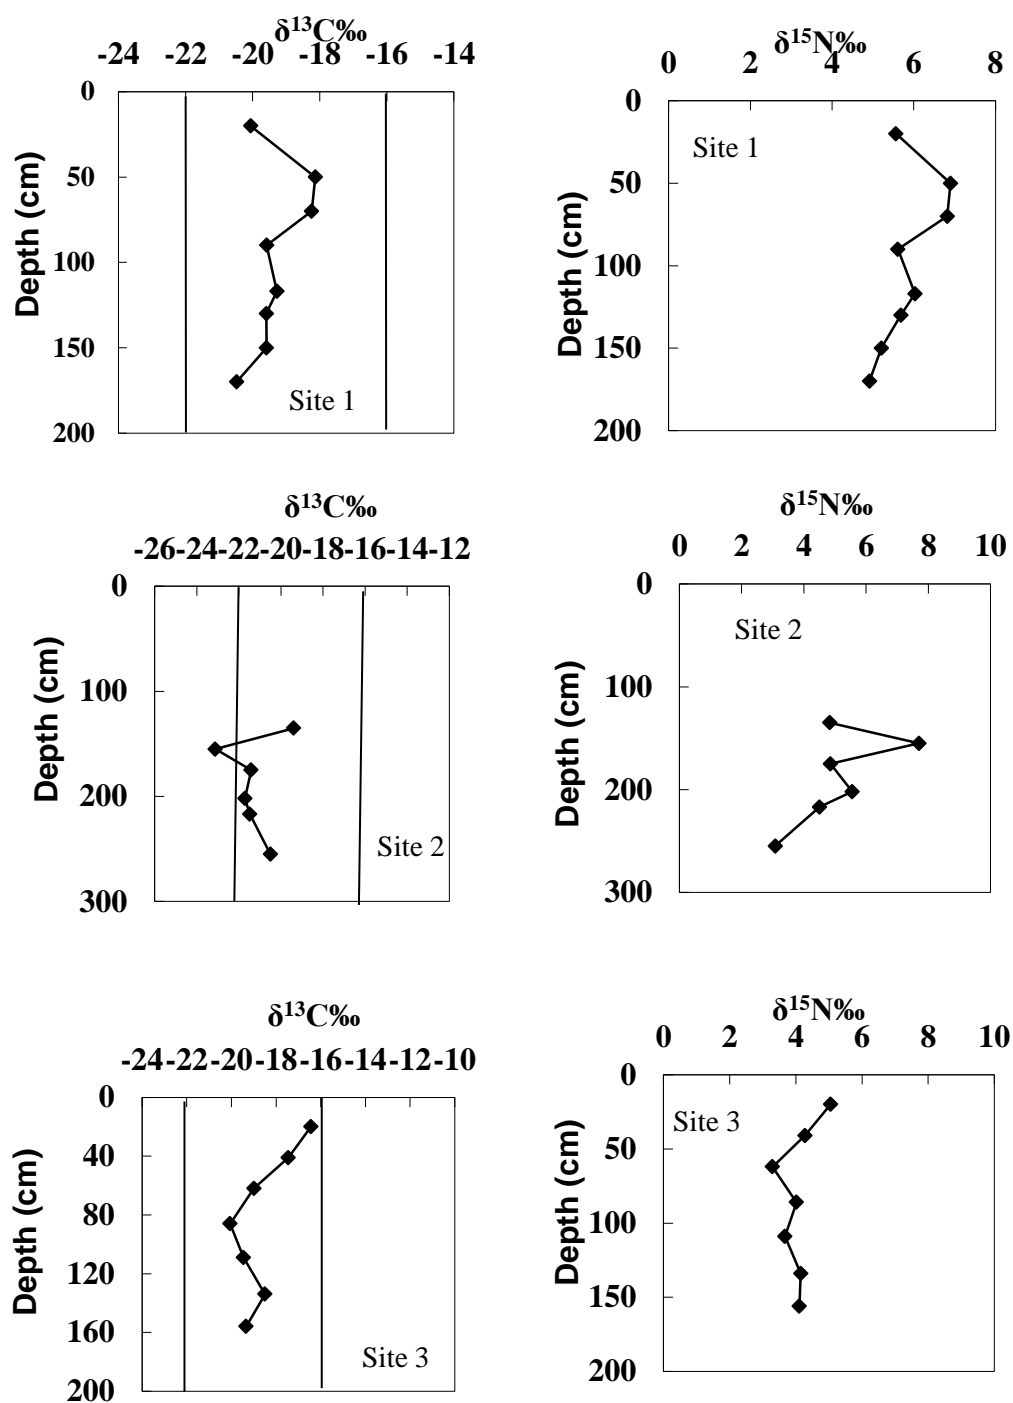 δ¹³C‰
-24 -22 -20 -18 -16 -14
0
50
100
150
200
Depth (cm)
Site 1
δ¹⁵N‰
0 2 4 6 8
0
50
100
150
200
Depth (cm)
Site 1
δ¹³C‰
-26-24-22-20-18-16-14-12
0
100
200
300
Depth (cm)
Site 2
δ¹⁵N‰
0 2 4 6 8 10
0
100
200
300
Depth (cm)
Site 2
δ¹³C‰
-24-22-20-18-16-14-12-10
0
40
80
120
160
200
Depth (cm)
Site 3
δ¹⁵N‰
0 2 4 6 8 10
0
50
100
150
200
Depth (cm)
Site 3